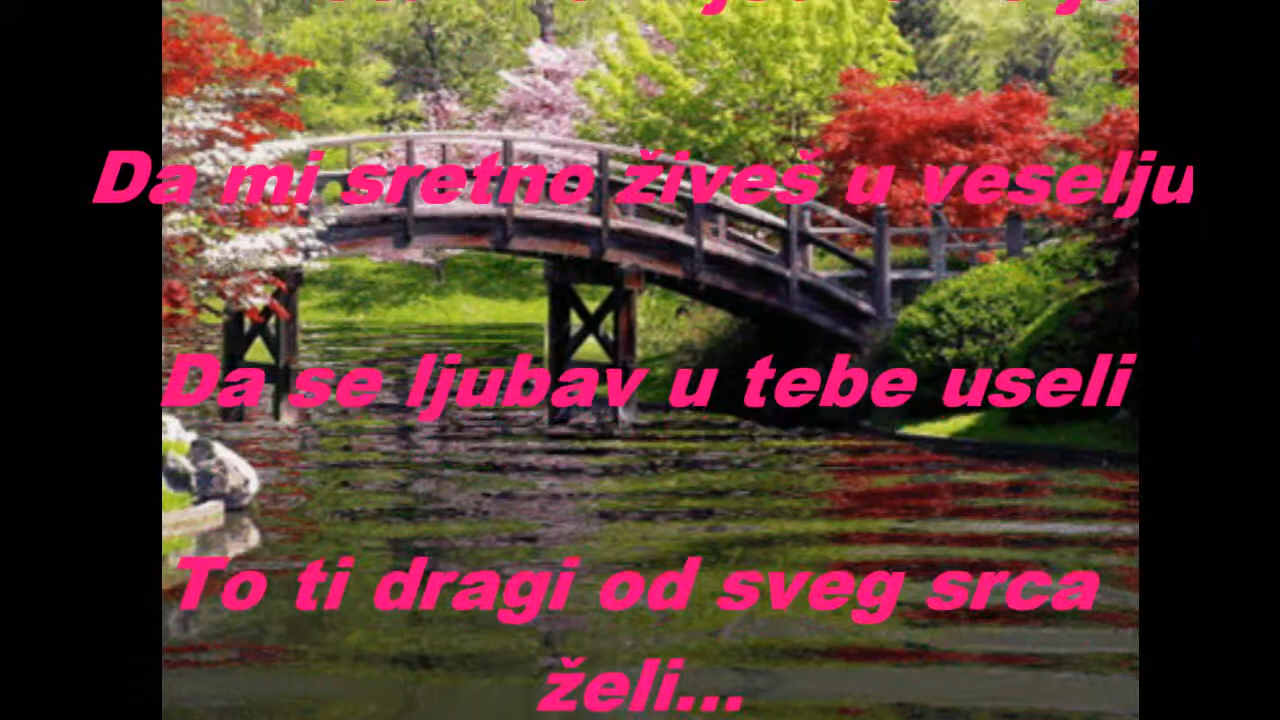 Da mi sretno živeš u veselju
Da se ljubav u tebe useli
To ti dragi od sveg srca
želi...